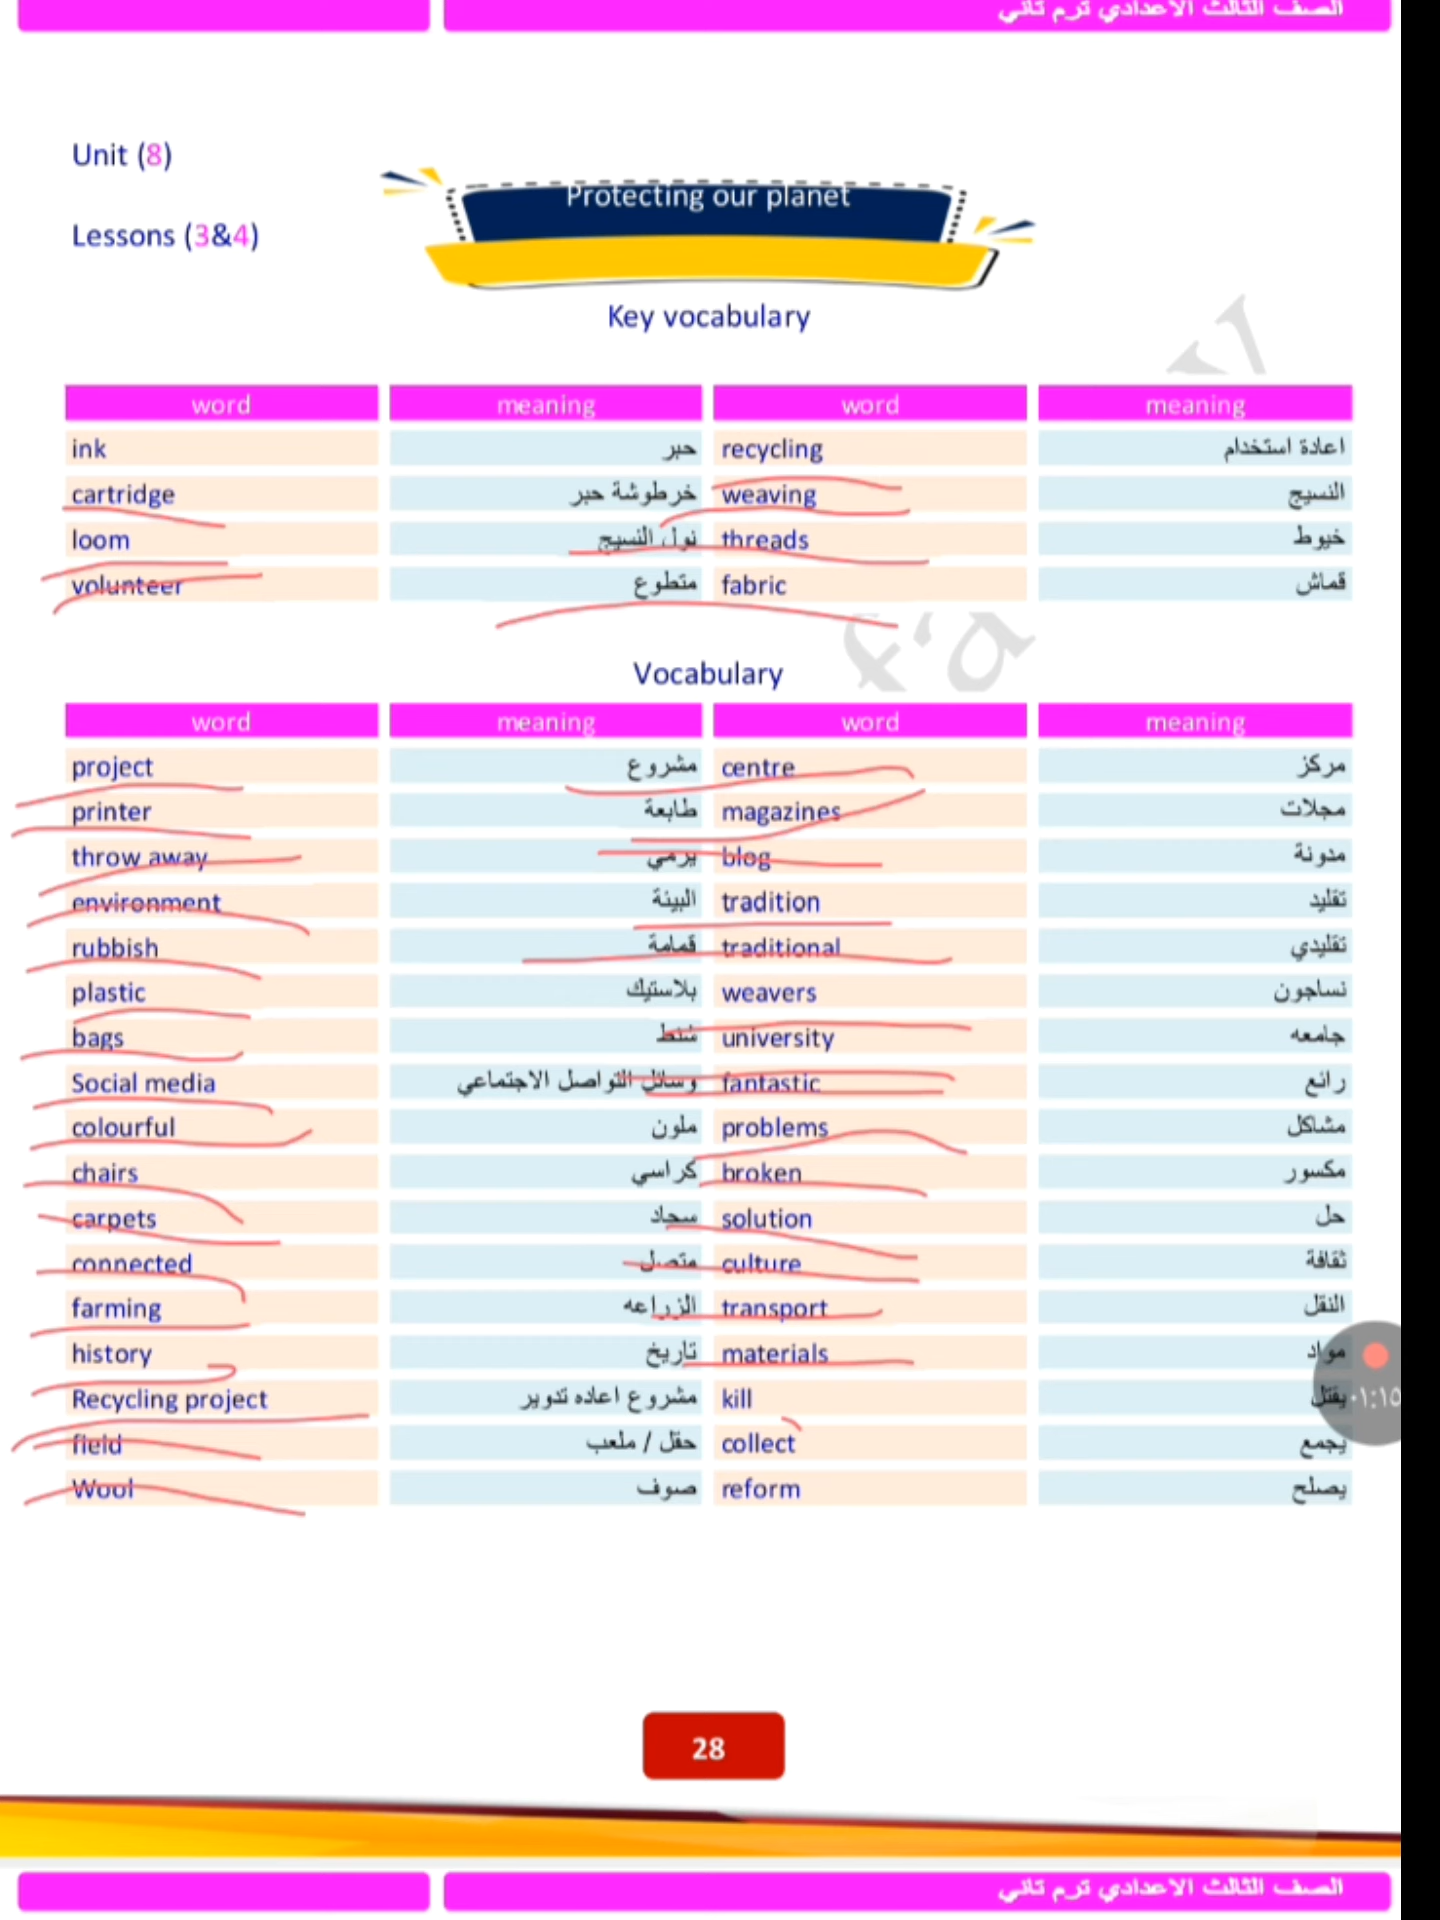 الصف الثالث الاعدادي ترم ثاني
Unit (8)
Protecting our planet
Lessons (3&4)
Key vocabulary
word meaning word meaning
ink حبر recycling اعادة استخدام
cartridge خرطوشة حبر weaving النسيج
loom نول النسيج threads خيوط
volunteer متطوع fabric قماش
Vocabulary
word meaning word meaning
project مشروع centre مركز
printer طابعة magazines مجلات
throw away يرمي blog مدونة
environment البيئة tradition تقليد
rubbish قمامة traditional تقليدي
plastic بلاستيك weavers نساجون
bags شنط university جامعه
Social media وسائل التواصل الاجتماعي fantastic رائع
colourful ملون problems مشاكل
chairs كراسي broken مكسور
carpets سجاد solution حل
connected متصل culture ثقافة
farming الزراعه transport النقل
history تاريخ materials مواد
Recycling project مشروع اعاده تدوير kill يقتل
٠١:١٥
field حقل / ملعب collect يجمع
Wool صوف reform يصلح
28
الصف الثالث الاعدادي ترم ثاني